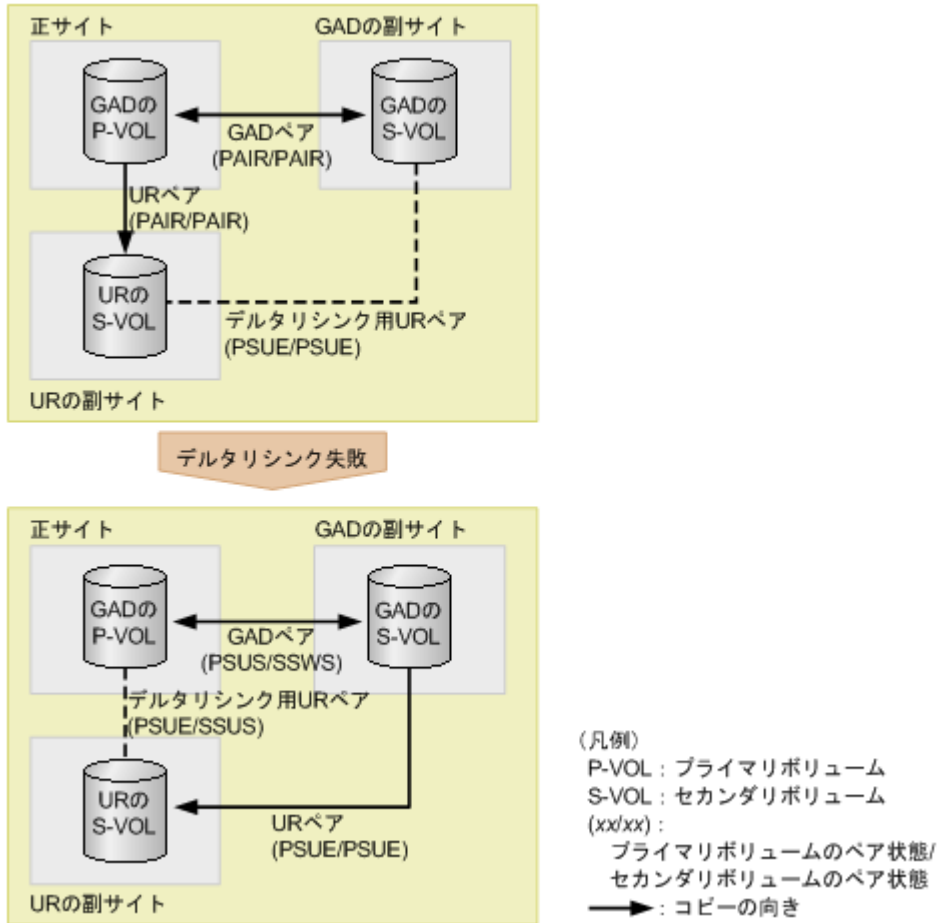 正サイト
GADの副サイト
GADの
P-VOL
GADの
S-VOL
GADペア
(PAIR/PAIR)
URペア
(PAIR/PAIR)
URの
S-VOL
デルタリシンク用URペア
(PSUE/PSUE)
URの副サイト
デルタリシンク失敗
正サイト
GADの副サイト
GADの
P-VOL
GADの
S-VOL
GADペア
(PSUS/SSWS)
デルタリシンク用URペア
(PSUE/SSUS)
URの
S-VOL
URペア
(PSUE/PSUE)
URの副サイト
(凡例)
P-VOL:プライマリボリューム
S-VOL:セカンダリボリューム
(xx/xx):
プライマリボリュームのペア状態/
セカンダリボリュームのペア状態
:コピーの向き